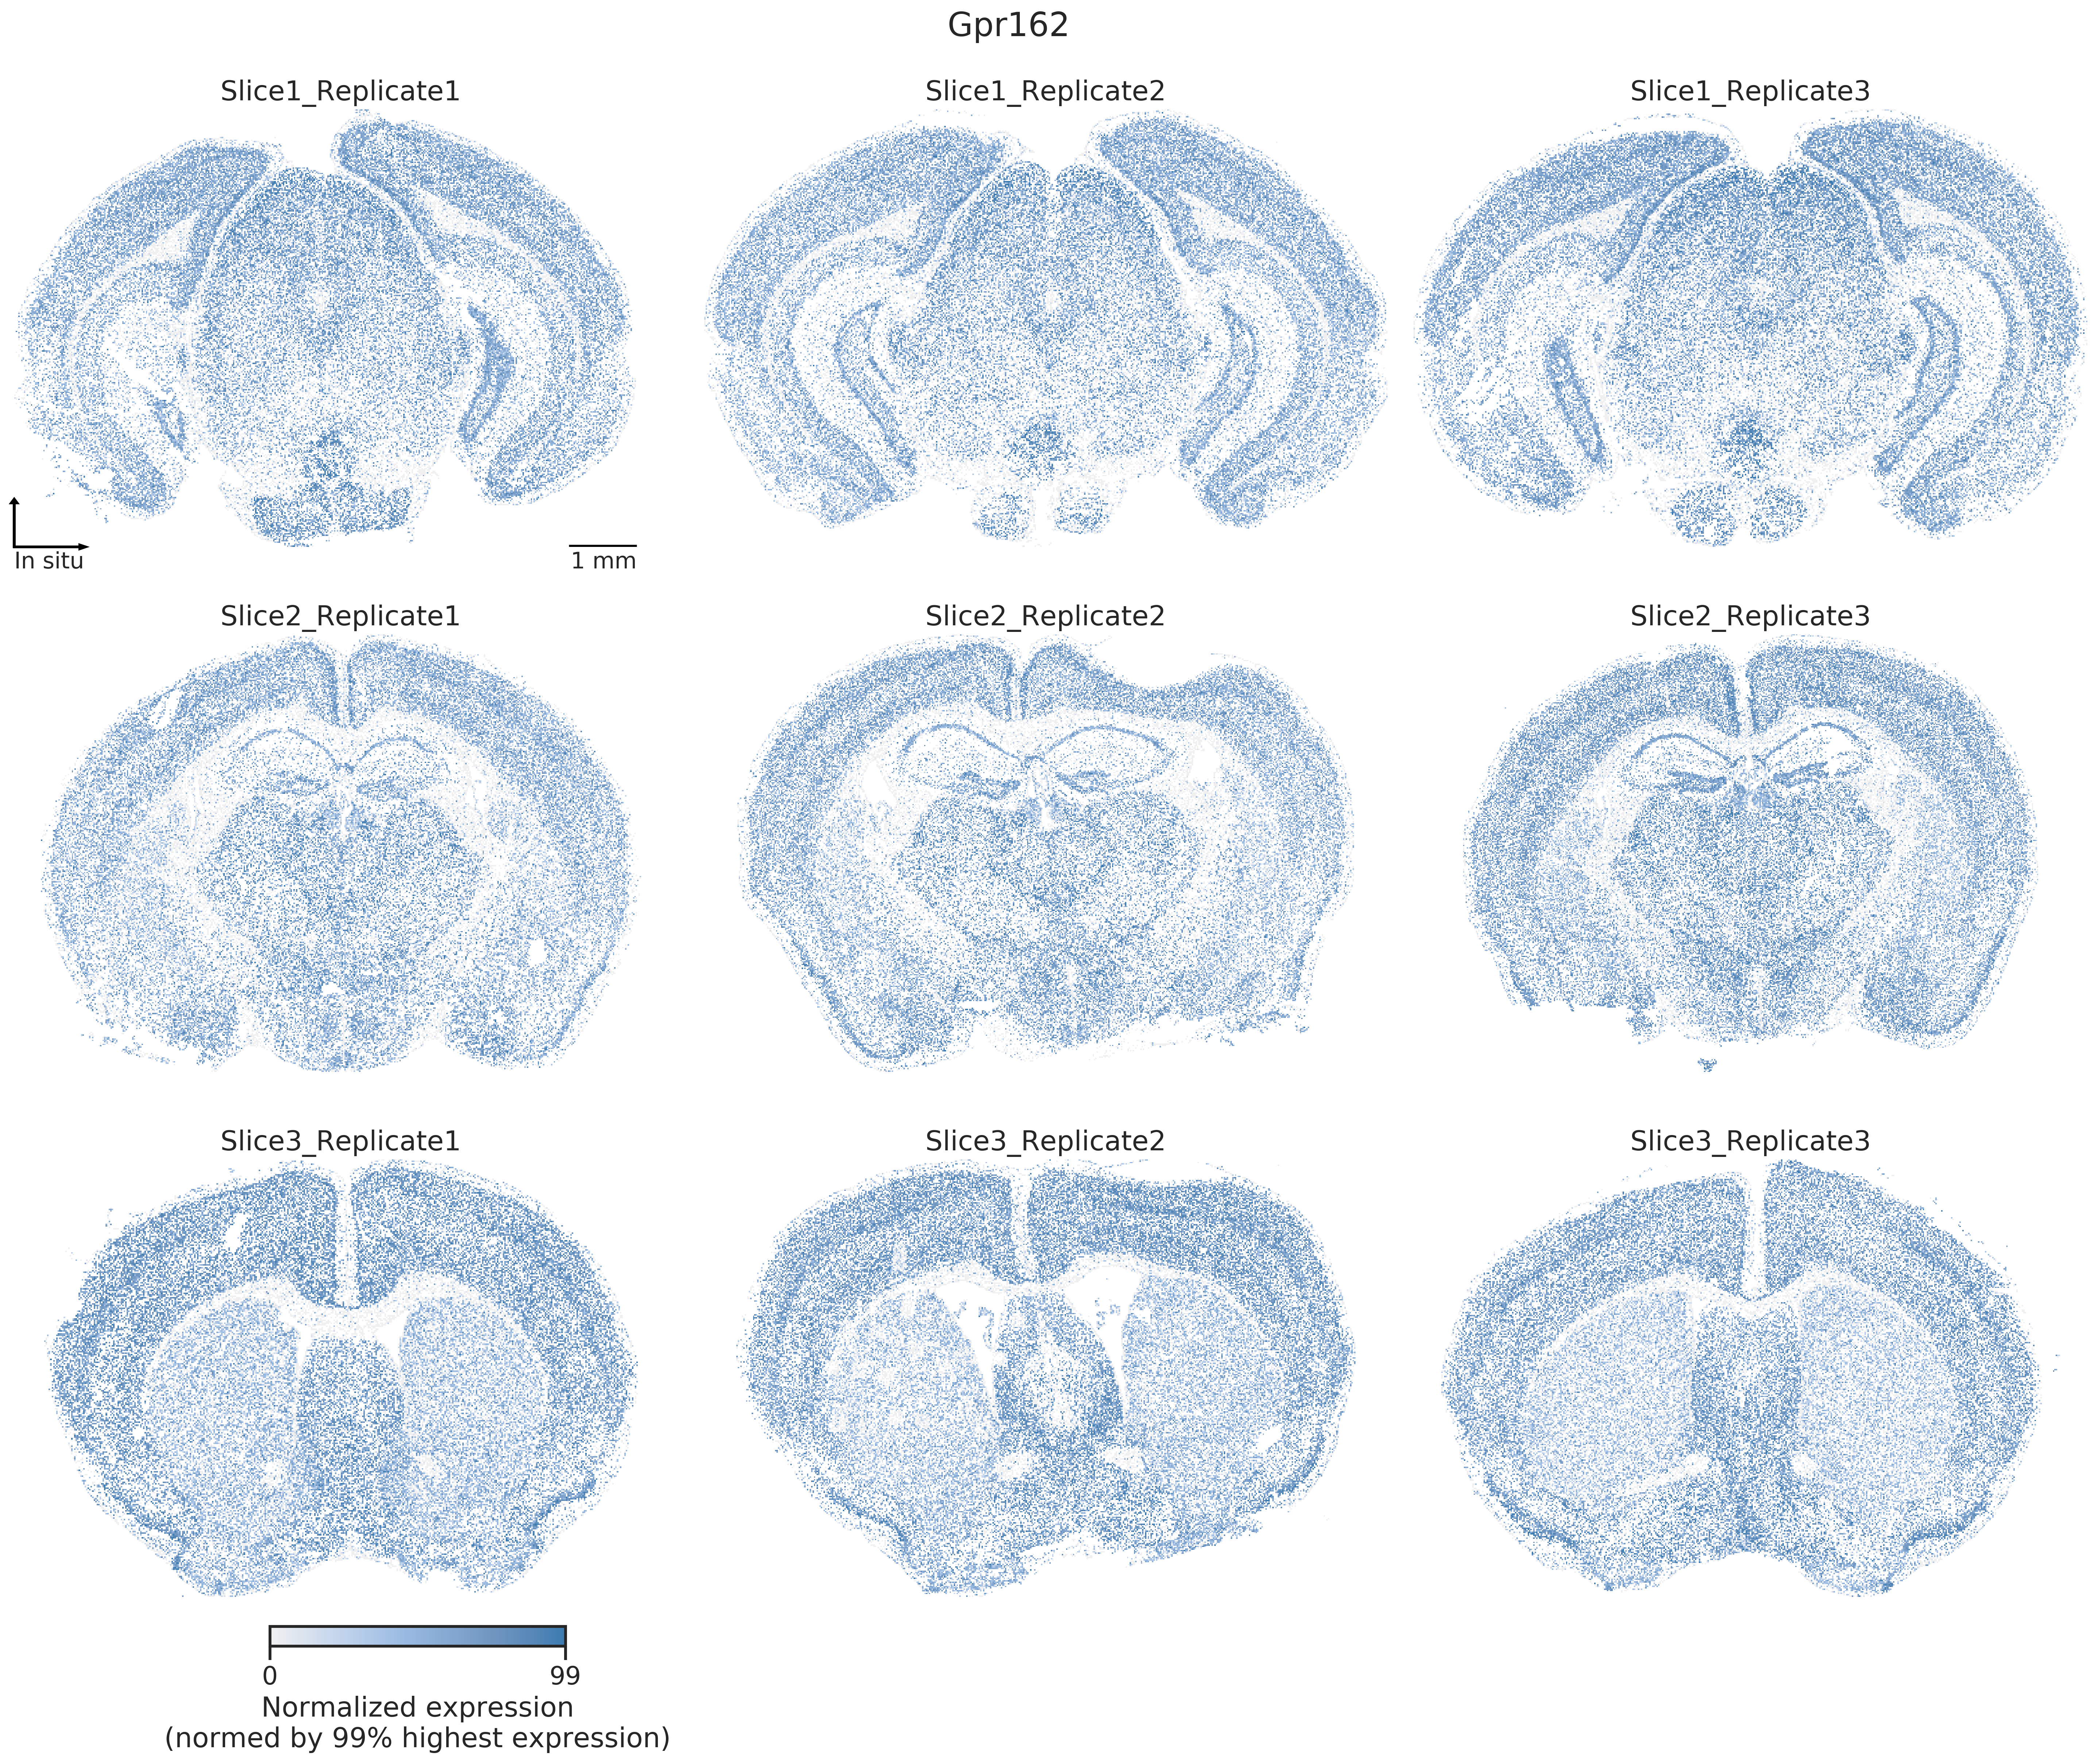 Gpr162
Slice1_Replicate1
Slice1_Replicate2
Slice1_Replicate3
In situ
1 mm
Slice2_Replicate1
Slice2_Replicate2
Slice2_Replicate3
Slice3_Replicate1
Slice3_Replicate2
Slice3_Replicate3
0
99
Normalized expression
(normed by 99% highest expression)